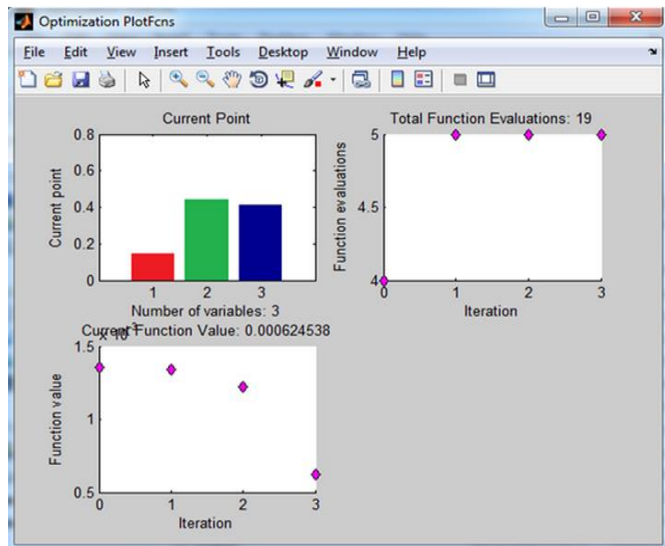 Optimization PlotFcns
File Edit View Insert Tools Desktop Window Help
Current Point
0.8
0.6
0.4
0.2
0
Current point
1 2 3
Number of variables: 3
Total Function Evaluations: 19
5
4.5
4
Function evaluations
0 1 2 3
Iteration
Current Function Value: 0.000624538
1.5
1
0.5
Function value
0 1 2 3
Iteration